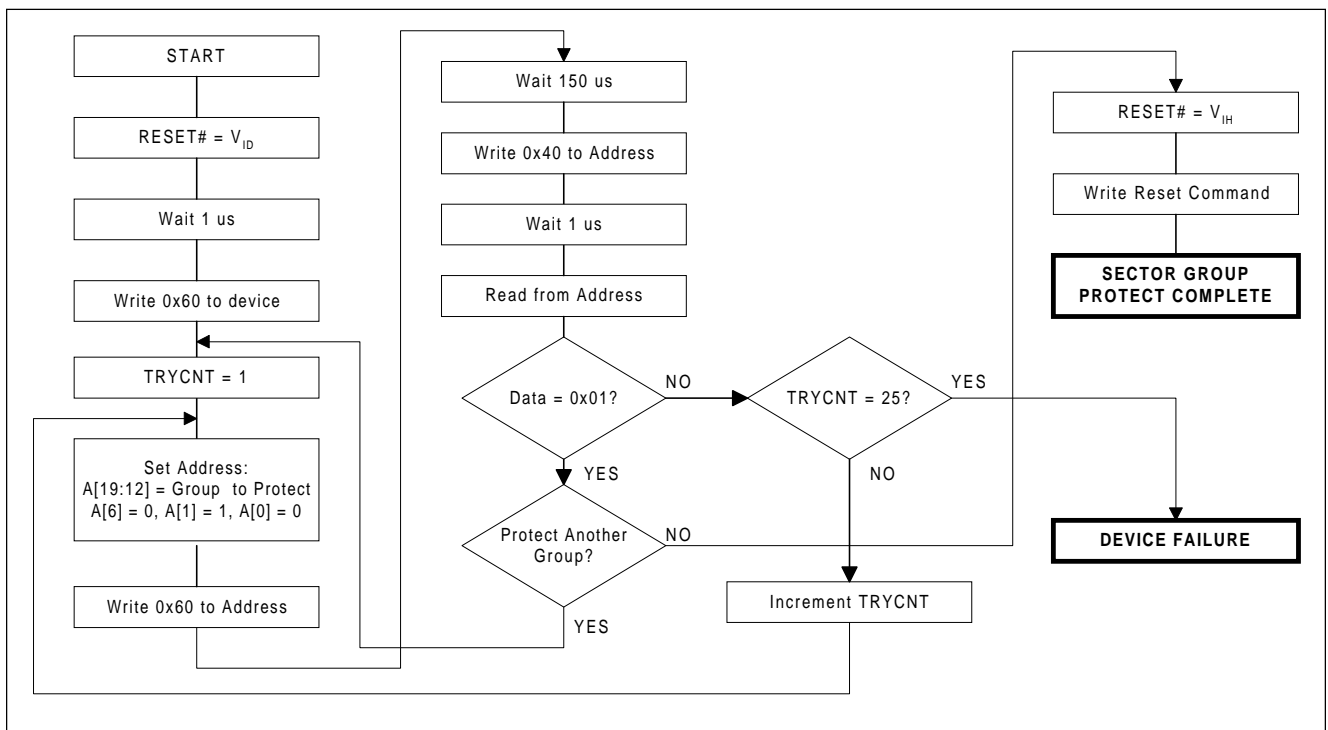 START
RESET# = VID
Wait 1 us
Write 0x60 to device
TRYCNT = 1
Set Address:
A[19:12] = Group to Protect
A[6] = 0, A[1] = 1, A[0] = 0
Write 0x60 to Address
Wait 150 us
Write 0x40 to Address
Wait 1 us
Read from Address
Data = 0x01?
NO
YES
Protect Another
Group?
NO
YES
TRYCNT = 25?
YES
NO
Increment TRYCNT
RESET# = VIH
Write Reset Command
SECTOR GROUP
PROTECT COMPLETE
DEVICE FAILURE